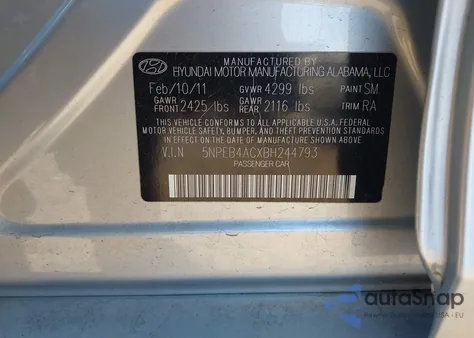 MANUFACTURED BY
HYUNDAI MOTOR MANUFACTURING ALABAMA, LLC
Feb/10/11 GVWR 4299 lbs PAINT SM
GAWR FRONT 2425 lbs GAWR REAR 2116 lbs TRIM RA
THIS VEHICLE CONFORMS TO ALL APPLICABLE U.S.
FEDERAL MOTOR VEHICLE SAFETY, BUMPER, AND THEFT
PREVENTION STANDARDS IN EFFECT ON THE DATE OF
MANUFACTURE SHOWN ABOVE.
V.I.N 5NPEB4ACXBH244793
PASSENGER CAR
autoSnap